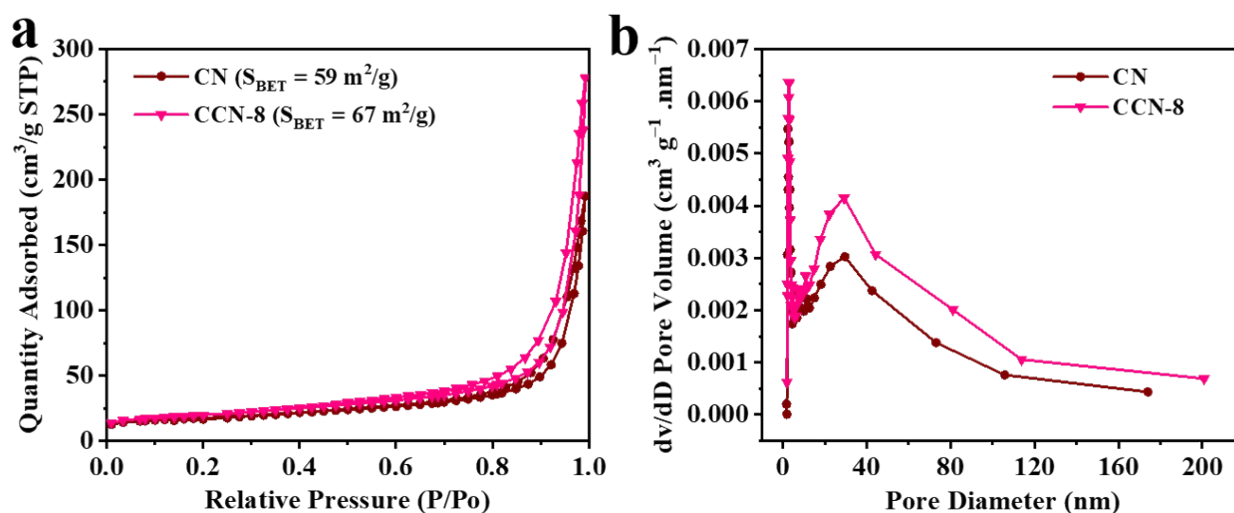 a
Quantity Adsorbed (cm³/g STP)
300
250
200
150
100
50
0
CN (S_BET = 59 m²/g)
CCN-8 (S_BET = 67 m²/g)
0.0 0.2 0.4 0.6 0.8 1.0
Relative Pressure (P/Po)
b
dv/dD Pore Volume (cm³ g⁻¹ .nm⁻¹)
0.007
0.006
0.005
0.004
0.003
0.002
0.001
0.000
CN
CCN-8
0 40 80 120 160 200
Pore Diameter (nm)